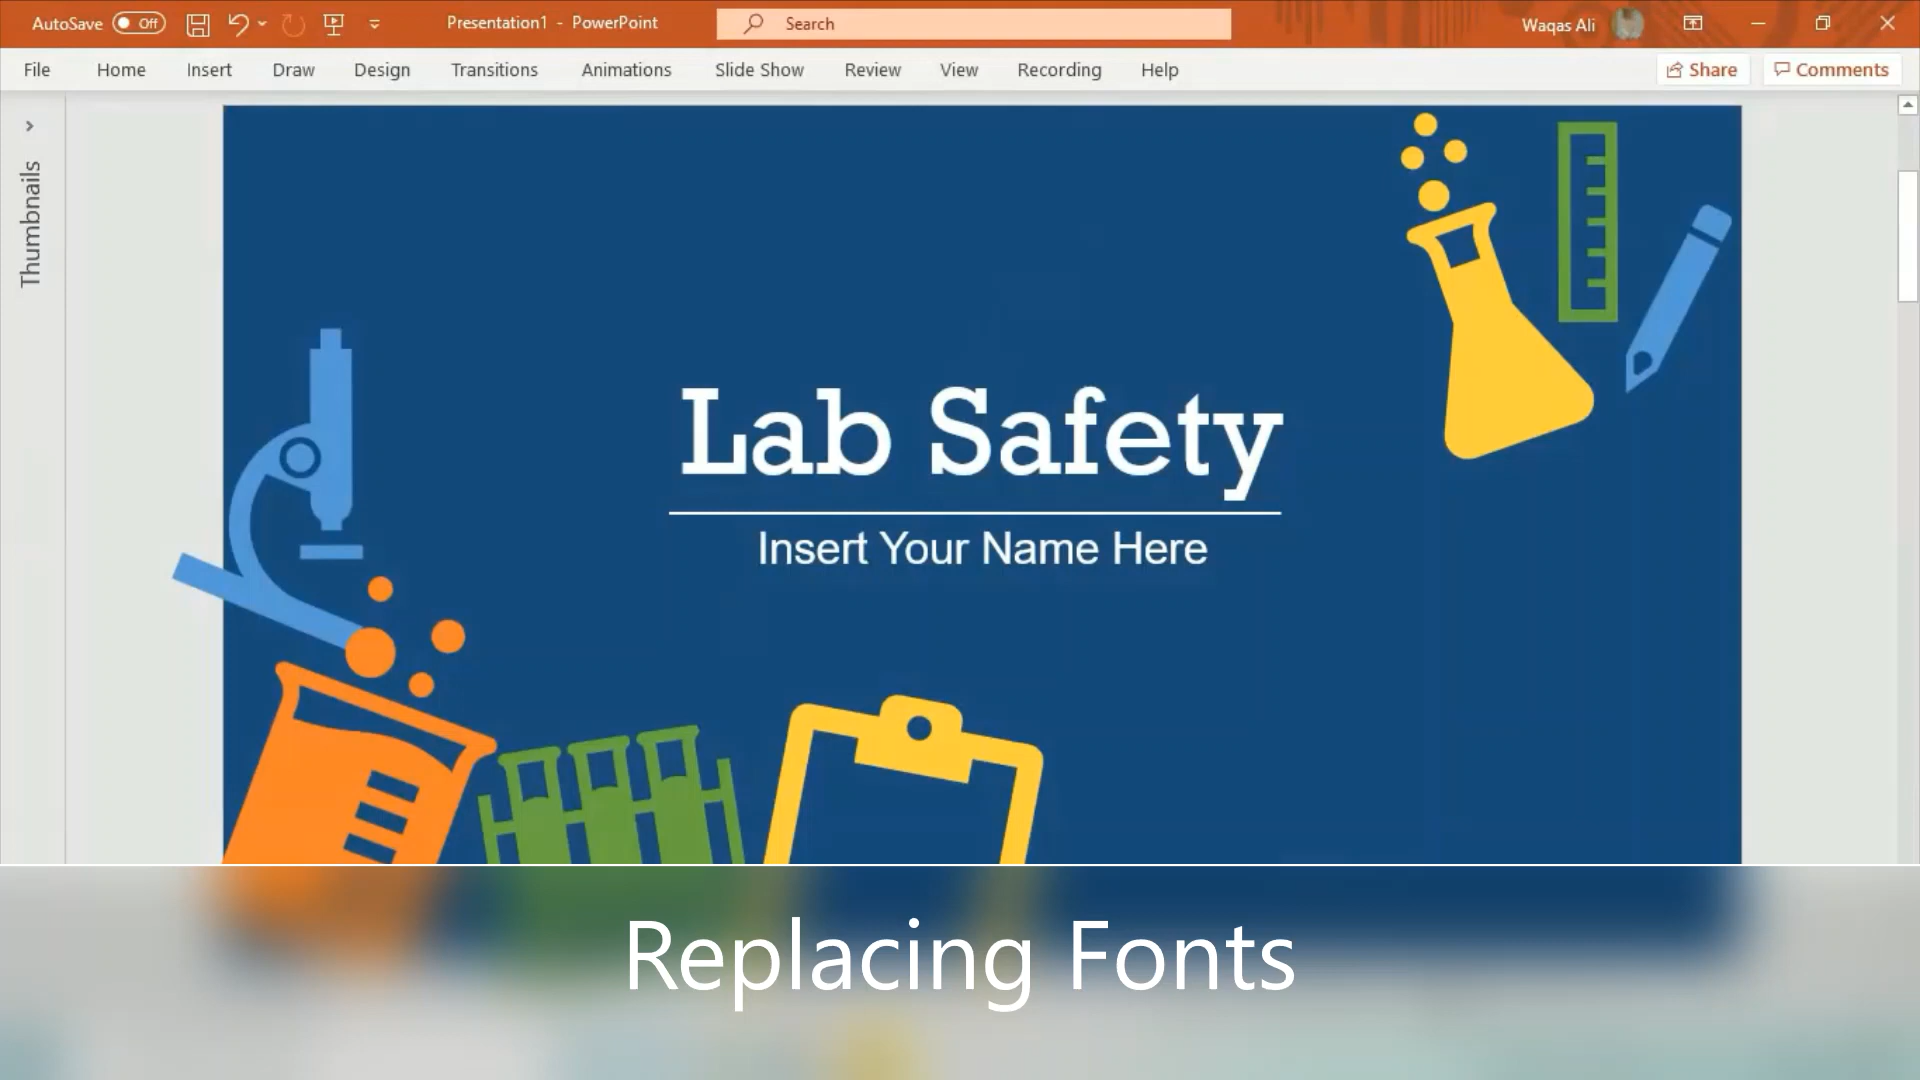 AutoSave Off Presentation1 - PowerPoint Search Waqas Ali
File Home Insert Draw Design Transitions Animations Slide Show Review View Recording Help Share Comments
Thumbnails
Lab Safety
Insert Your Name Here
Replacing Fonts